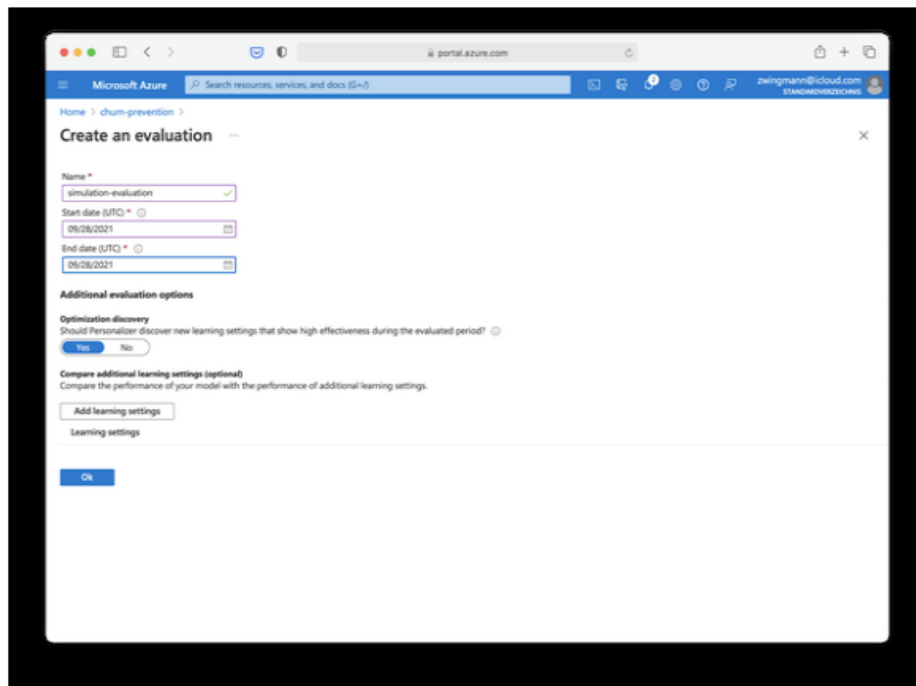 portal.azure.com
Microsoft Azure
Search resources, services, and docs (G+/)
2
zwingmann@icloud.com
STANDARDVERZEICHNIS
Home > churn-prevention >
Create an evaluation ...
Name *
simulation-evaluation
Start date (UTC) *
09/28/2021
End date (UTC) *
09/28/2021
Additional evaluation options
Optimization discovery
Should Personalizer discover new learning settings that show high effectiveness during the evaluated period?
Yes No
Compare additional learning settings (optional)
Compare the performance of your model with the performance of additional learning settings.
Add learning settings
Learning settings
Ok